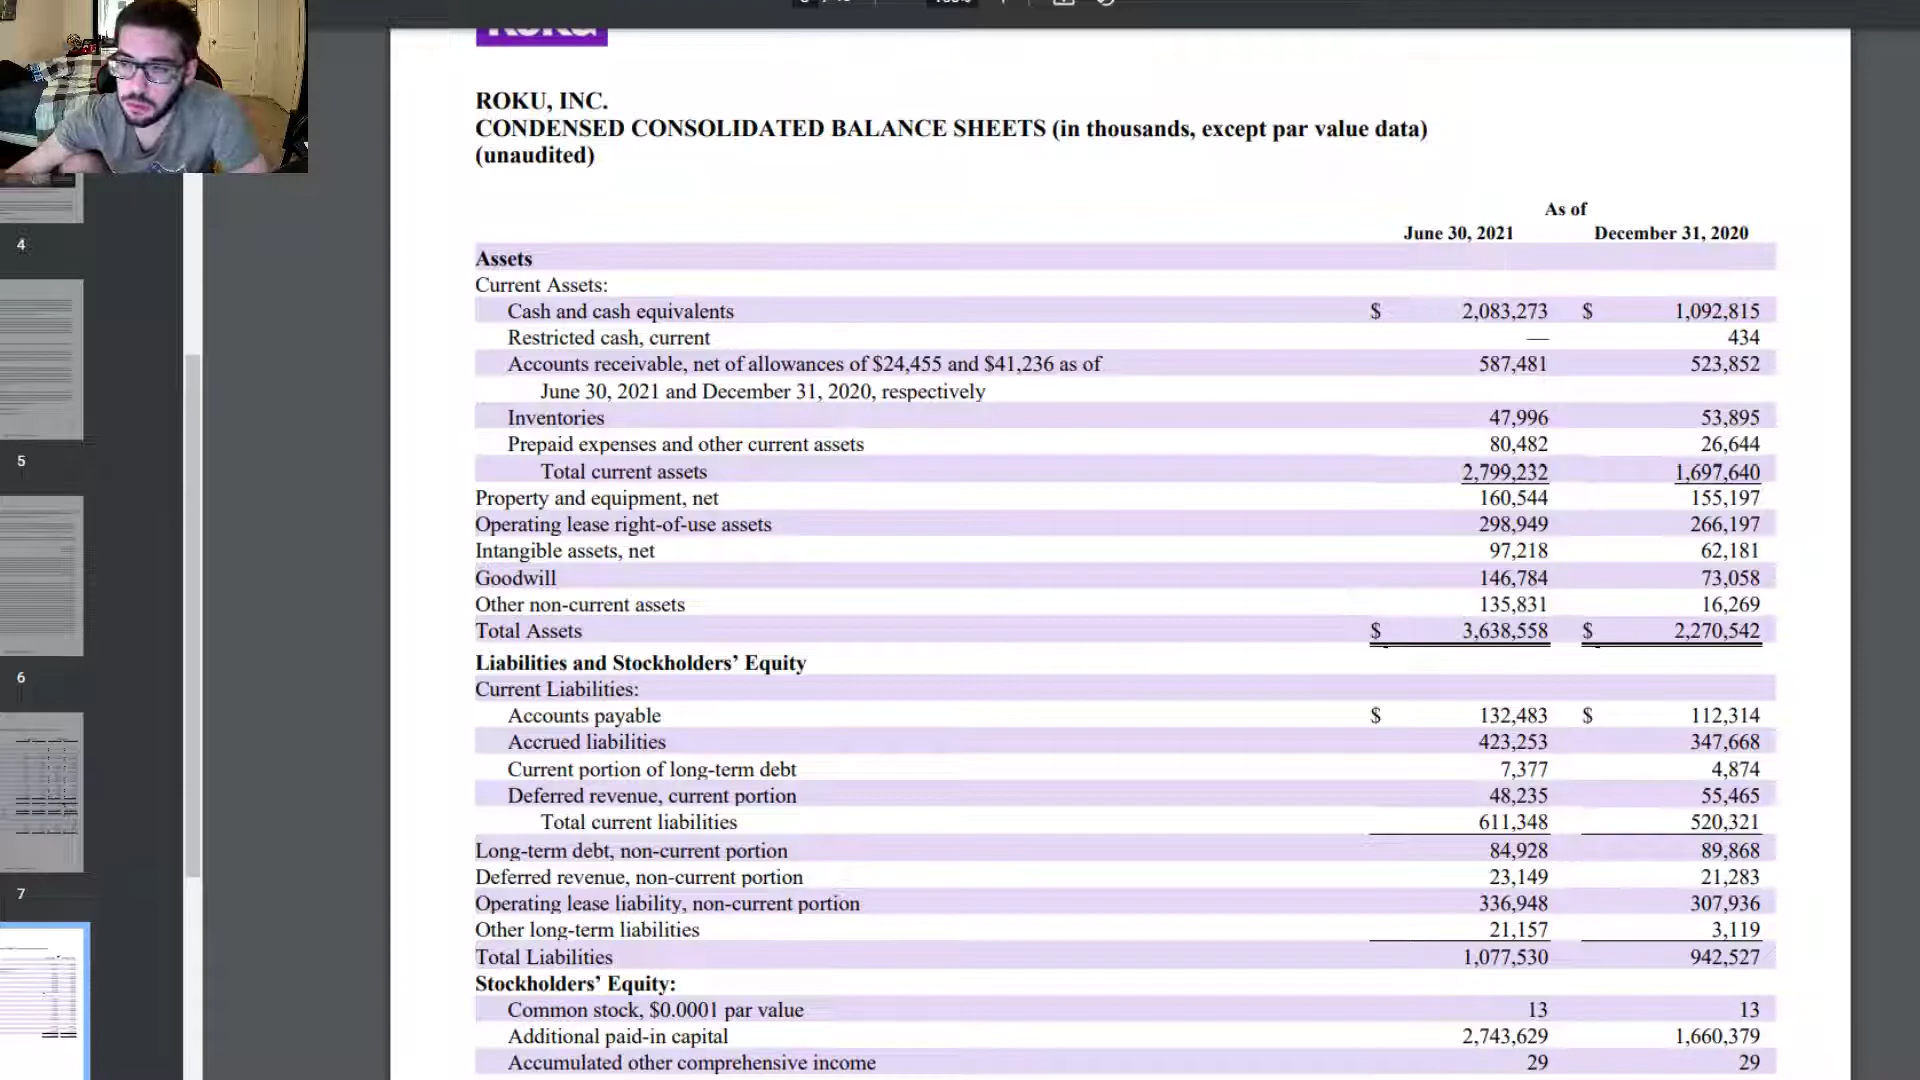 ROKU, INC.
CONDENSED CONSOLIDATED BALANCE SHEETS (in thousands, except par value data)
(unaudited)
As of
June 30, 2021 December 31, 2020
Assets
Current Assets:
Cash and cash equivalents $ 2,083,273 $ 1,092,815
Restricted cash, current — 434
Accounts receivable, net of allowances of $24,455 and $41,236 as of 587,481 523,852
June 30, 2021 and December 31, 2020, respectively
Inventories 47,996 53,895
Prepaid expenses and other current assets 80,482 26,644
Total current assets 2,799,232 1,697,640
Property and equipment, net 160,544 155,197
Operating lease right-of-use assets 298,949 266,197
Intangible assets, net 97,218 62,181
Goodwill 146,784 73,058
Other non-current assets 135,831 16,269
Total Assets $ 3,638,558 $ 2,270,542
Liabilities and Stockholders’ Equity
Current Liabilities:
Accounts payable $ 132,483 $ 112,314
Accrued liabilities 423,253 347,668
Current portion of long-term debt 7,377 4,874
Deferred revenue, current portion 48,235 55,465
Total current liabilities 611,348 520,321
Long-term debt, non-current portion 84,928 89,868
Deferred revenue, non-current portion 23,149 21,283
Operating lease liability, non-current portion 336,948 307,936
Other long-term liabilities 21,157 3,119
Total Liabilities 1,077,530 942,527
Stockholders’ Equity:
Common stock, $0.0001 par value 13 13
Additional paid-in capital 2,743,629 1,660,379
Accumulated other comprehensive income 29 29
4
5
6
7